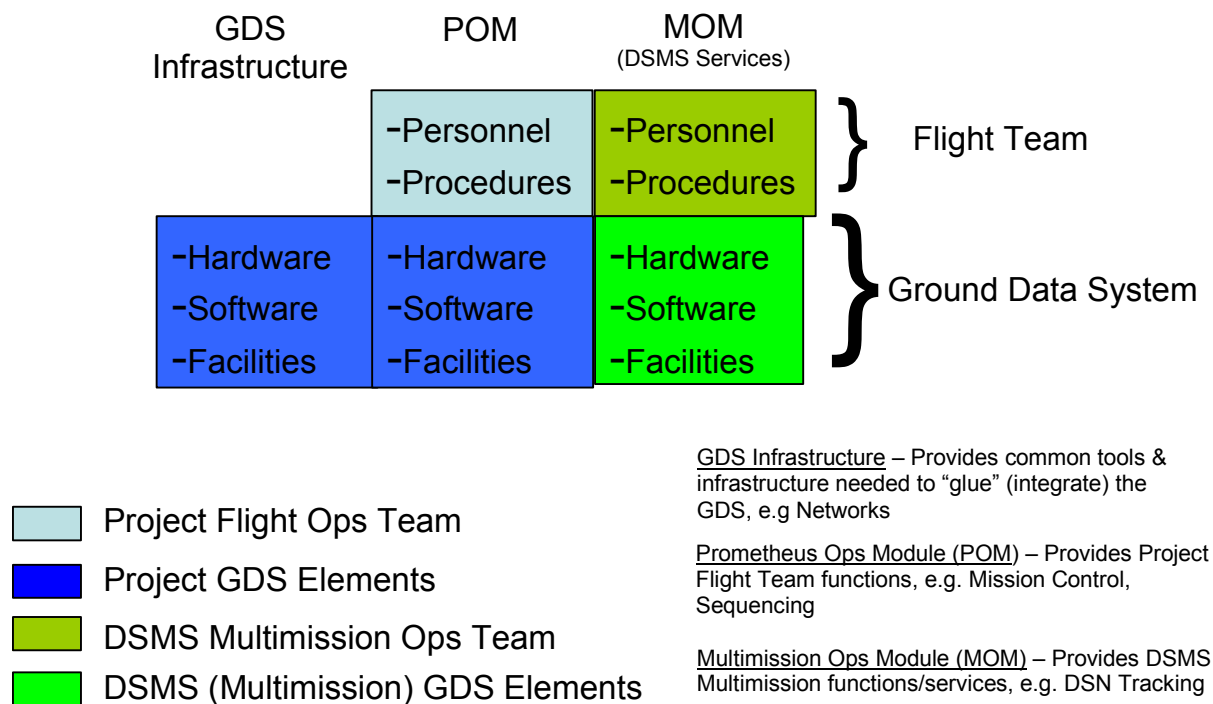 GDS
Infrastructure
POM
MOM
(DSMS Services)
-Personnel
-Procedures
-Personnel
-Procedures
} Flight Team
-Hardware
-Software
-Facilities
-Hardware
-Software
-Facilities
-Hardware
-Software
-Facilities
} Ground Data System
Project Flight Ops Team
Project GDS Elements
DSMS Multimission Ops Team
DSMS (Multimission) GDS Elements
GDS Infrastructure – Provides common tools &
infrastructure needed to “glue” (integrate) the
GDS, e.g Networks
Prometheus Ops Module (POM) – Provides Project
Flight Team functions, e.g. Mission Control,
Sequencing
Multimission Ops Module (MOM) – Provides DSMS
Multimission functions/services, e.g. DSN Tracking